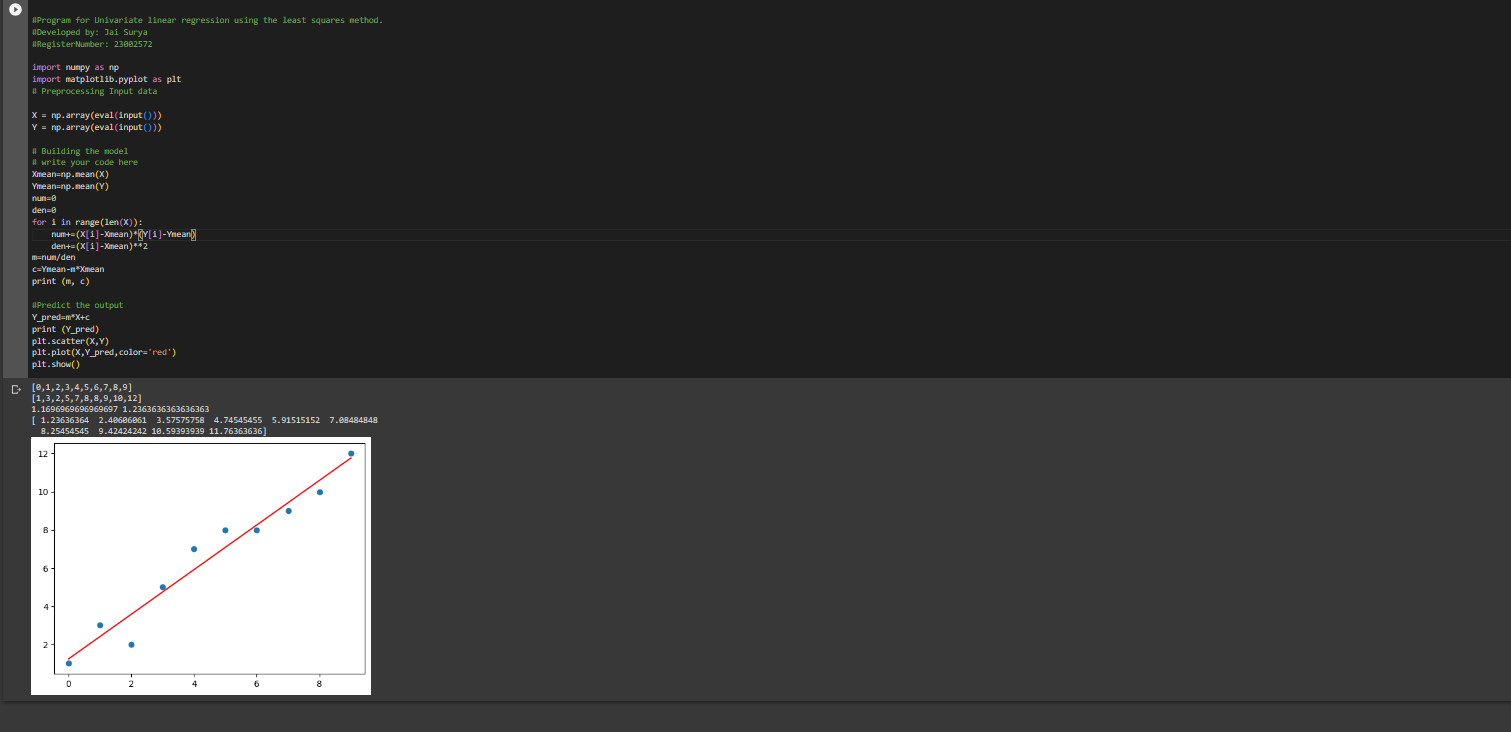 #Program for Univariate linear regression using the least squares method.
#Developed by: Jai Surya
#RegisterNumber: 23002572
import numpy as np
import matplotlib.pyplot as plt
# Preprocessing Input data
X = np.array(eval(input()))
Y = np.array(eval(input()))
# Building the model
# write your code here
Xmean=np.mean(X)
Ymean=np.mean(Y)
num=0
den=0
for i in range(len(X)):
    num+=(X[i]-Xmean)*(Y[i]-Ymean)
    den+=(X[i]-Xmean)**2
m=num/den
c=Ymean-m*Xmean
print (m, c)
#Predict the output
Y_pred=m*X+c
print (Y_pred)
plt.scatter(X,Y)
plt.plot(X,Y_pred,color='red')
plt.show()
[0,1,2,3,4,5,6,7,8,9]
[1,3,2,5,7,8,8,9,10,12]
1.1696969696969697 1.2363636363636363
[ 1.23636364  2.40606061  3.57575758  4.74545455  5.91515152  7.08484848
  8.25454545  9.42424242 10.59393939 11.76363636]
12
10
8
6
4
2
0 2 4 6 8